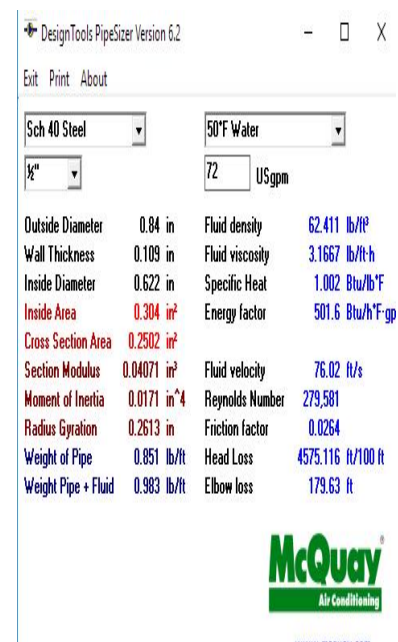 DesignTools PipeSizer Version 6.2
Exit Print About
Sch 40 Steel 50°F Water
½" 72 USgpm
Outside Diameter 0.84 in Fluid density 62.411 lb/ft³
Wall Thickness 0.109 in Fluid viscosity 3.1667 lb/ft·h
Inside Diameter 0.622 in Specific Heat 1.002 Btu/lb°F
Inside Area 0.304 in² Energy factor 501.6 Btu/h°F·gp
Cross Section Area 0.2502 in²
Section Modulus 0.04071 in³ Fluid velocity 76.02 ft/s
Moment of Inertia 0.0171 in^4 Reynolds Number 279,581
Radius Gyration 0.2613 in Friction factor 0.0264
Weight of Pipe 0.851 lb/ft Head Loss 4575.116 ft/100 ft
Weight Pipe + Fluid 0.983 lb/ft Elbow loss 179.63 ft
McQuay®
Air Conditioning